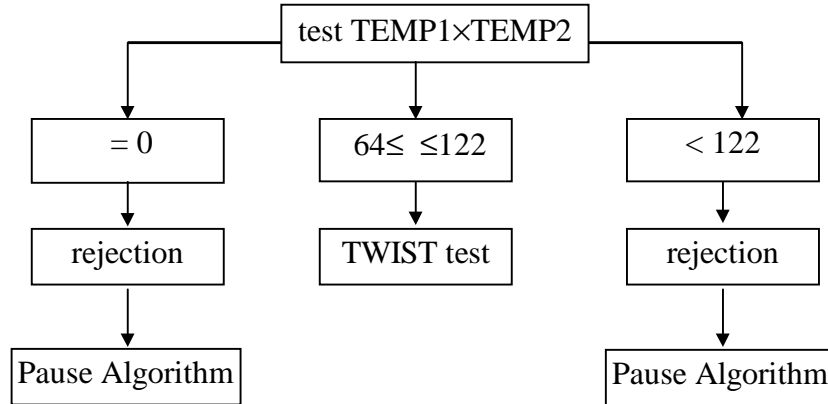 test TEMP1×TEMP2
= 0
64≤ ≤122
< 122
rejection
TWIST test
rejection
Pause Algorithm
Pause Algorithm